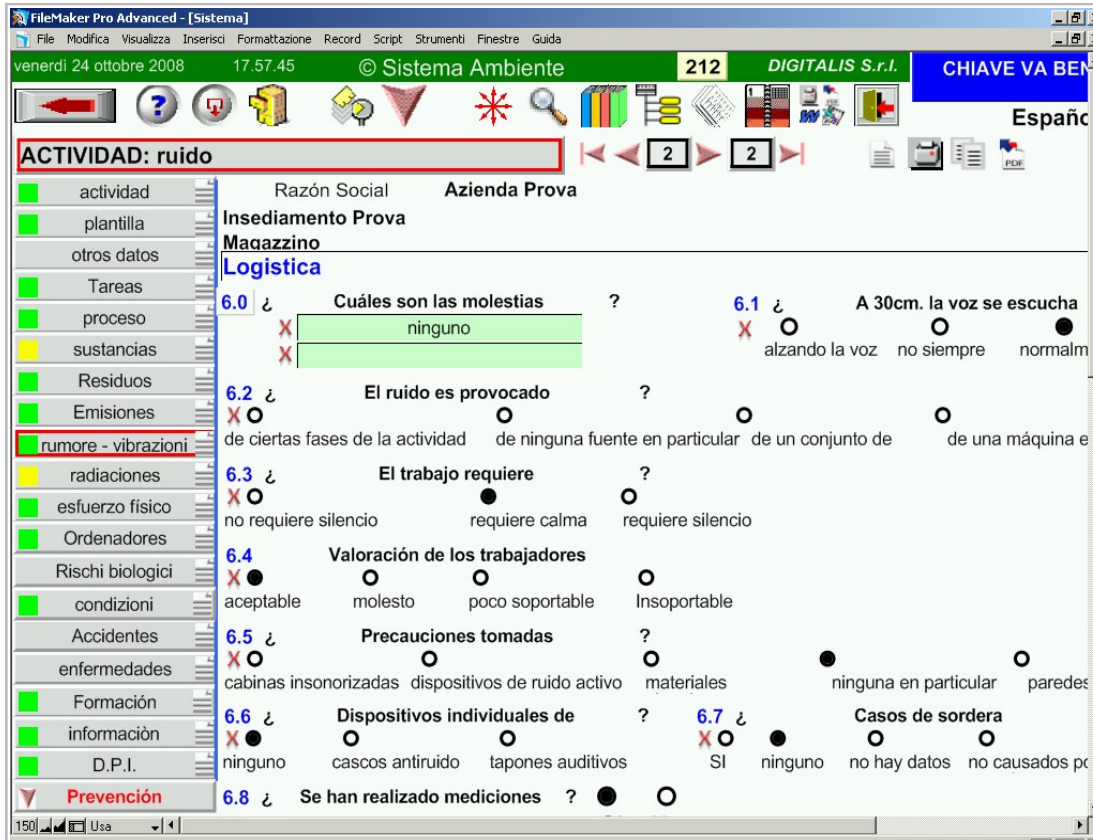 FileMaker Pro Advanced - [Sistema]
File Modifica Visualizza Inserisci Formattazione Record Script Strumenti Finestre Guida
venerdì 24 ottobre 2008 17.57.45 © Sistema Ambiente 212 DIGITALIS S.r.l. CHIAVE VA BEN
Españo
ACTIVIDAD: ruido 2 2 PDF
actividad
plantilla
otros datos
Tareas
proceso
sustancias
Residuos
Emisiones
rumore - vibrazioni
radiaciones
esfuerzo físico
Ordenadores
Rischi biologici
condizioni
Accidentes
enfermedades
Formación
informaciòn
D.P.I.
Prevención
Razón Social Azienda Prova
Insediamento Prova
Magazzino
Logistica
6.0 ¿ Cuáles son las molestias ?
X ninguno
X
6.1 ¿ A 30cm. la voz se escucha
X
alzando la voz no siempre normalm
6.2 ¿ El ruido es provocado ?
X
de ciertas fases de la actividad de ninguna fuente en particular de un conjunto de de una máquina e
6.3 ¿ El trabajo requiere ?
X
no requiere silencio requiere calma requiere silencio
6.4 Valoración de los trabajadores
X
aceptable molesto poco soportable Insoportable
6.5 ¿ Precauciones tomadas ?
X
cabinas insonorizadas dispositivos de ruido activo materiales ninguna en particular paredes
6.6 ¿ Dispositivos individuales de ?
X
ninguno cascos antiruido tapones auditivos
6.7 ¿ Casos de sordera
X
SI ninguno no hay datos no causados po
6.8 ¿ Se han realizado mediciones ?
150 Usa